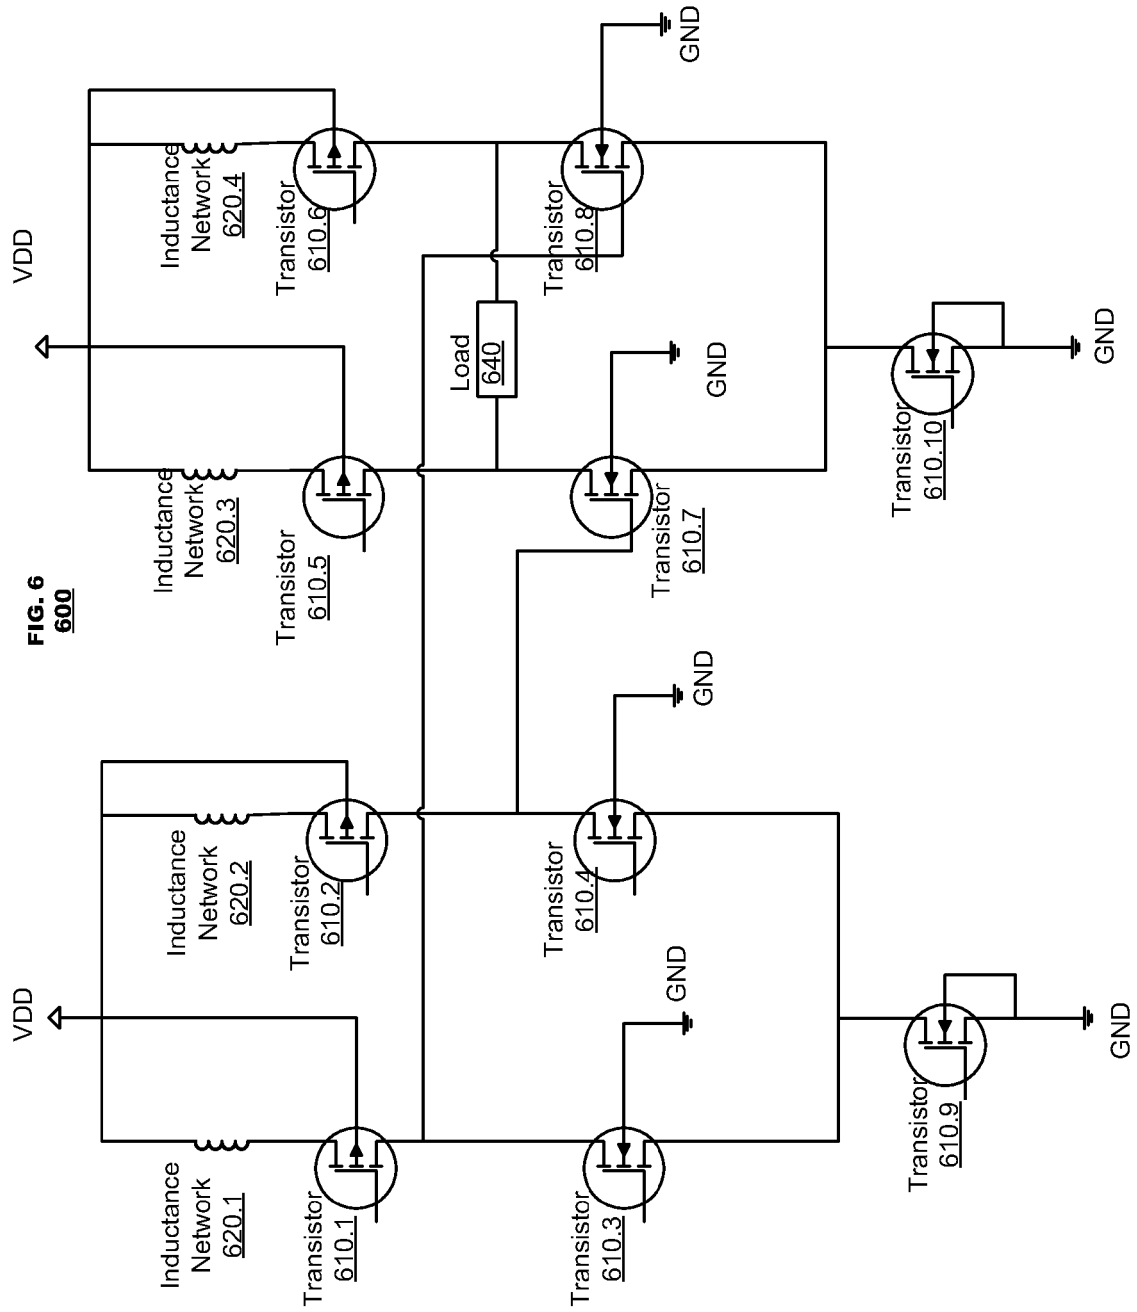 FIG. 6
600
VDD
VDD
Inductance
Network
620.1
Inductance
Network
620.2
Inductance
Network
620.3
Inductance
Network
620.4
Transistor
610.1
Transistor
610.2
Transistor
610.5
Transistor
610.6
Load
640
Transistor
610.3
GND
Transistor
610.4
GND
Transistor
610.7
GND
Transistor
610.8
GND
Transistor
610.9
GND
Transistor
610.10
GND